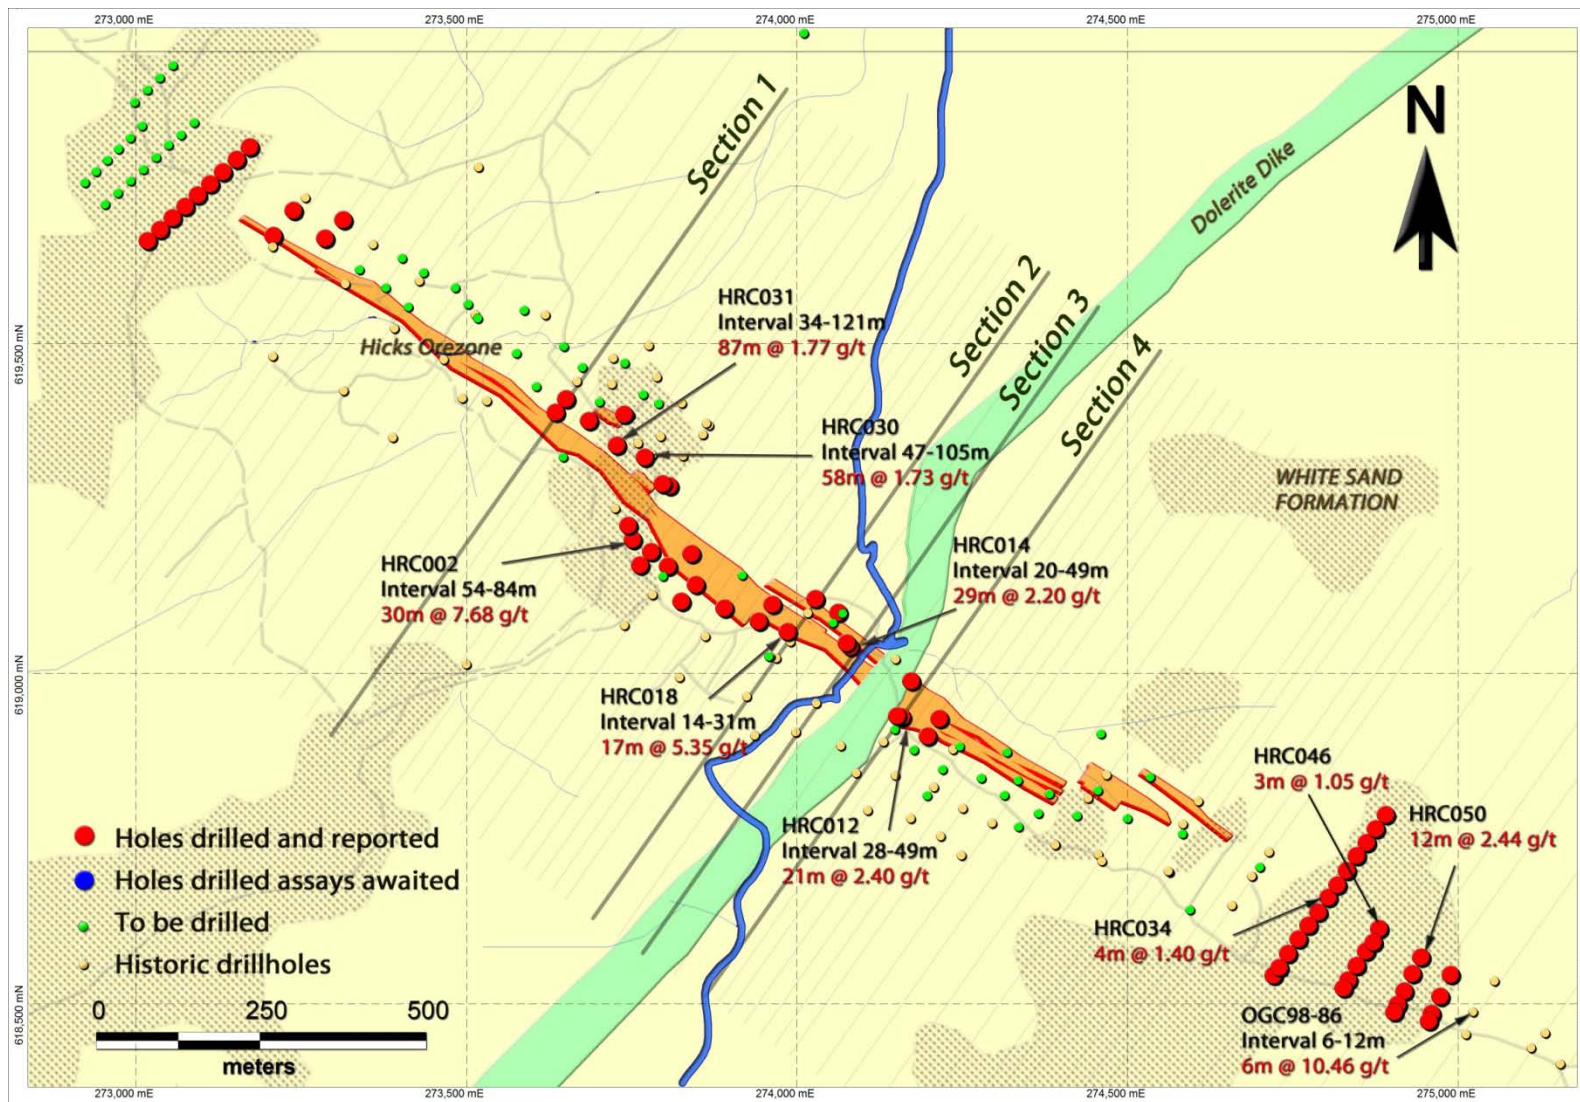 273,000 mE
273,500 mE
274,000 mE
274,500 mE
275,000 mE
N
Section 1
Dolerite Dike
Section 2
Section 3
Section 4
HRC031
Interval 34-121m
87m @ 1.77 g/t
619,500 mN
Hicks Orezone
HRC030
Interval 47-105m
58m @ 1.73 g/t
WHITE SAND
FORMATION
HRC014
Interval 20-49m
29m @ 2.20 g/t
HRC002
Interval 54-84m
30m @ 7.68 g/t
619,000 mN
HRC018
Interval 14-31m
17m @ 5.35 g/t
HRC046
3m @ 1.05 g/t
HRC050
12m @ 2.44 g/t
HRC012
Interval 28-49m
21m @ 2.40 g/t
HRC034
4m @ 1.40 g/t
OGC98-86
Interval 6-12m
6m @ 10.46 g/t
Holes drilled and reported
Holes drilled assays awaited
To be drilled
Historic drillholes
618,500 mN
0 250 500
meters
273,000 mE
273,500 mE
274,000 mE
274,500 mE
275,000 mE